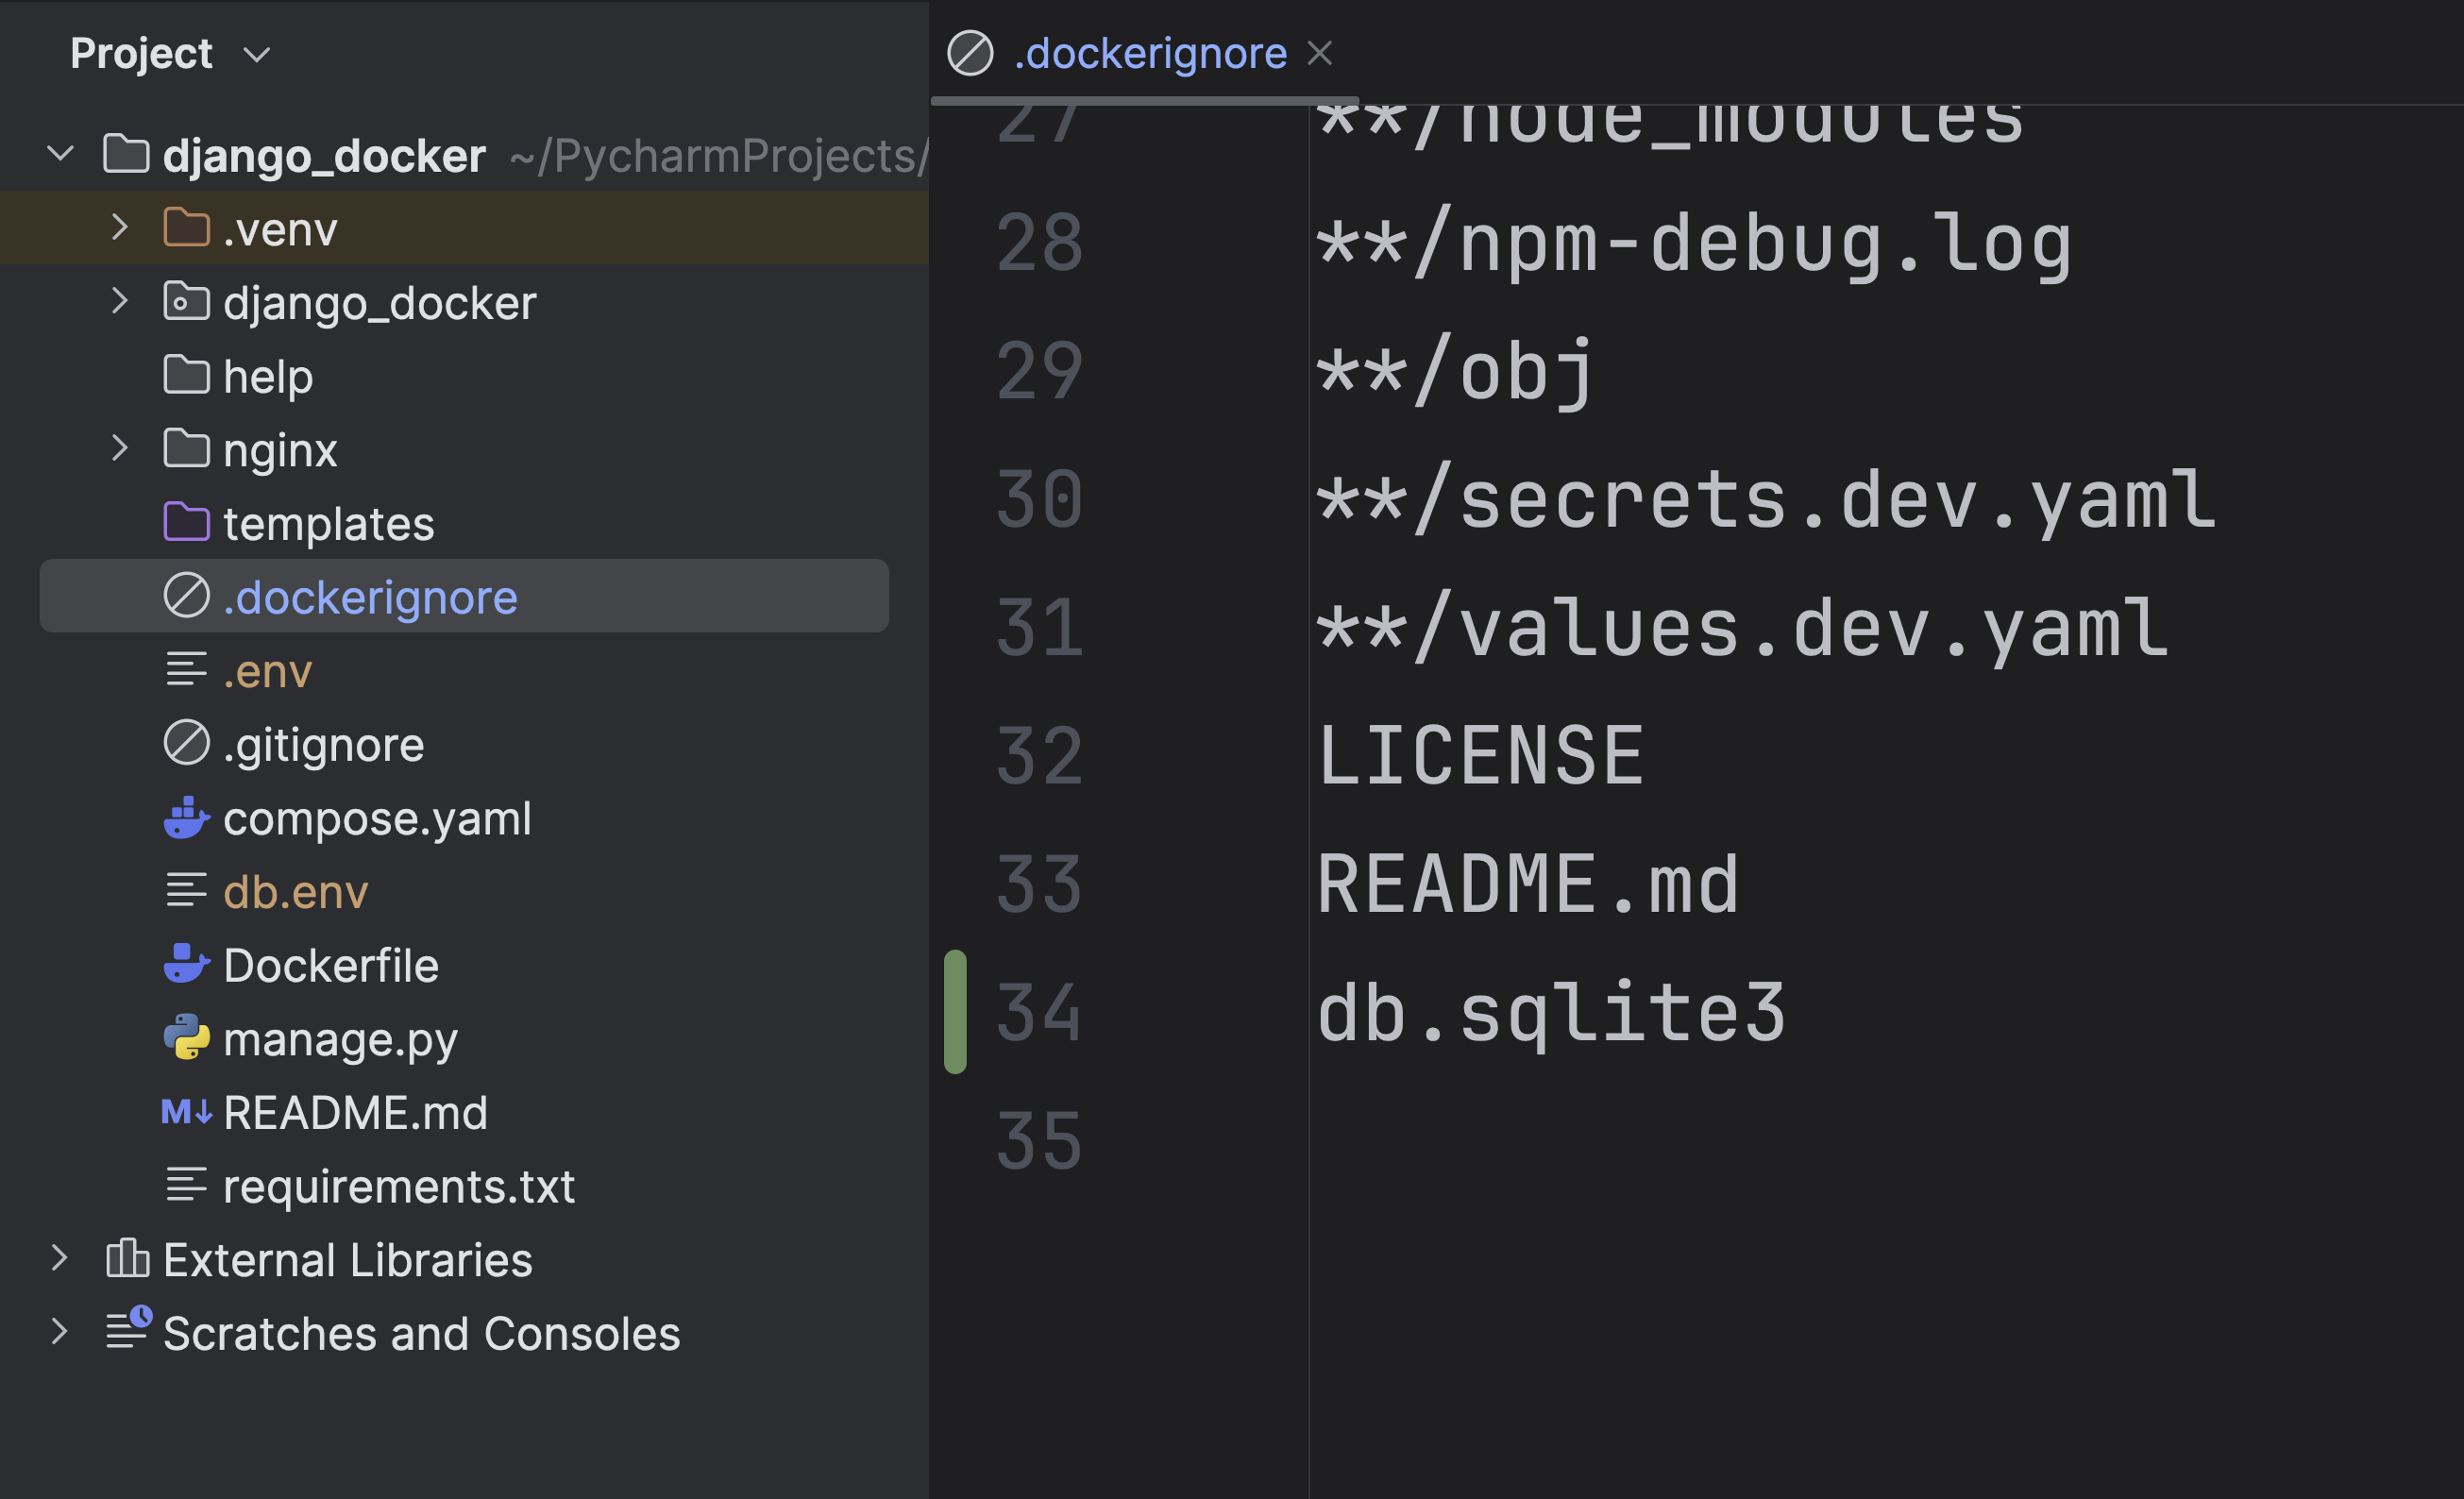 Project
django_docker ~/PycharmProjects/
.venv
django_docker
help
nginx
templates
.dockerignore
.env
.gitignore
compose.yaml
db.env
Dockerfile
manage.py
README.md
requirements.txt
External Libraries
Scratches and Consoles
.dockerignore
27 **/node_modules
28 **/npm-debug.log
29 **/obj
30 **/secrets.dev.yaml
31 **/values.dev.yaml
32 LICENSE
33 README.md
34 db.sqlite3
35